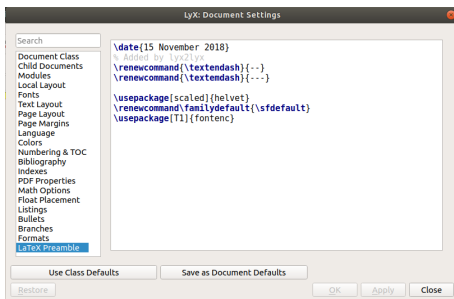 LyX: Document Settings
Search
Document Class
Child Documents
Modules
Local Layout
Fonts
Text Layout
Page Layout
Page Margins
Language
Colors
Numbering & TOC
Bibliography
Indexes
PDF Properties
Math Options
Float Placement
Listings
Bullets
Branches
Formats
LaTeX Preamble
\date{15 November 2018}
% Added by lyx2lyx
\renewcommand{\textendash}{--}
\renewcommand{\textendash}{---}
\usepackage[scaled]{helvet}
\renewcommand\familydefault{\sfdefault}
\usepackage[T1]{fontenc}
Use Class Defaults
Save as Document Defaults
Restore
OK
Apply
Close